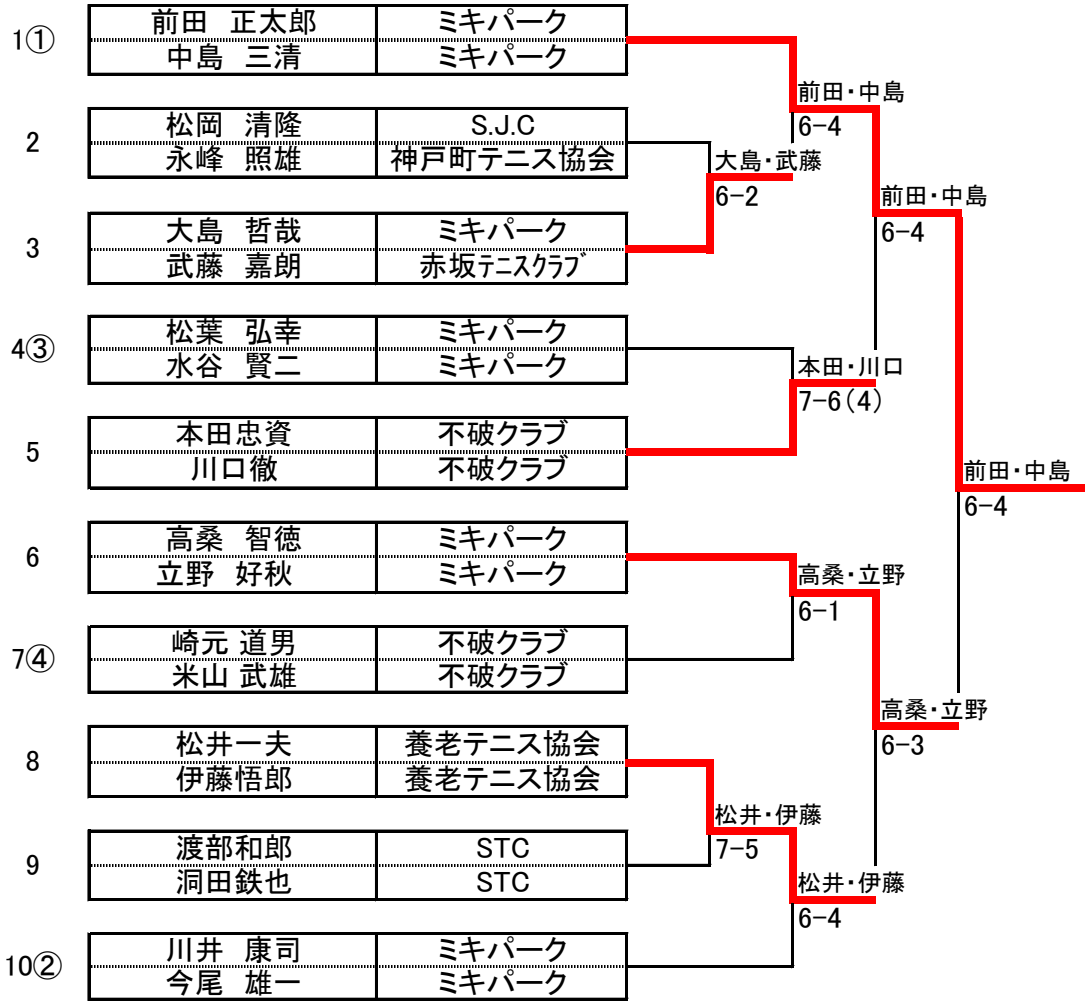 1① 前田 正太郎 ミキパーク
中島 三清 ミキパーク
前田・中島
6-4
2 松岡 清隆 S.J.C
永峰 照雄 神戸町テニス協会
大島・武藤
6-2
前田・中島
6-4
3 大島 哲哉 ミキパーク
武藤 嘉朗 赤坂テニスクラブ
4③ 松葉 弘幸 ミキパーク
水谷 賢二 ミキパーク
本田・川口
7-6(4)
5 本田忠資 不破クラブ
川口徹 不破クラブ
前田・中島
6-4
6 高桑 智徳 ミキパーク
立野 好秋 ミキパーク
高桑・立野
6-1
7④ 崎元 道男 不破クラブ
米山 武雄 不破クラブ
高桑・立野
6-3
8 松井一夫 養老テニス協会
伊藤悟郎 養老テニス協会
松井・伊藤
7-5
9 渡部和郎 STC
洞田鉄也 STC
松井・伊藤
6-4
10② 川井 康司 ミキパーク
今尾 雄一 ミキパーク